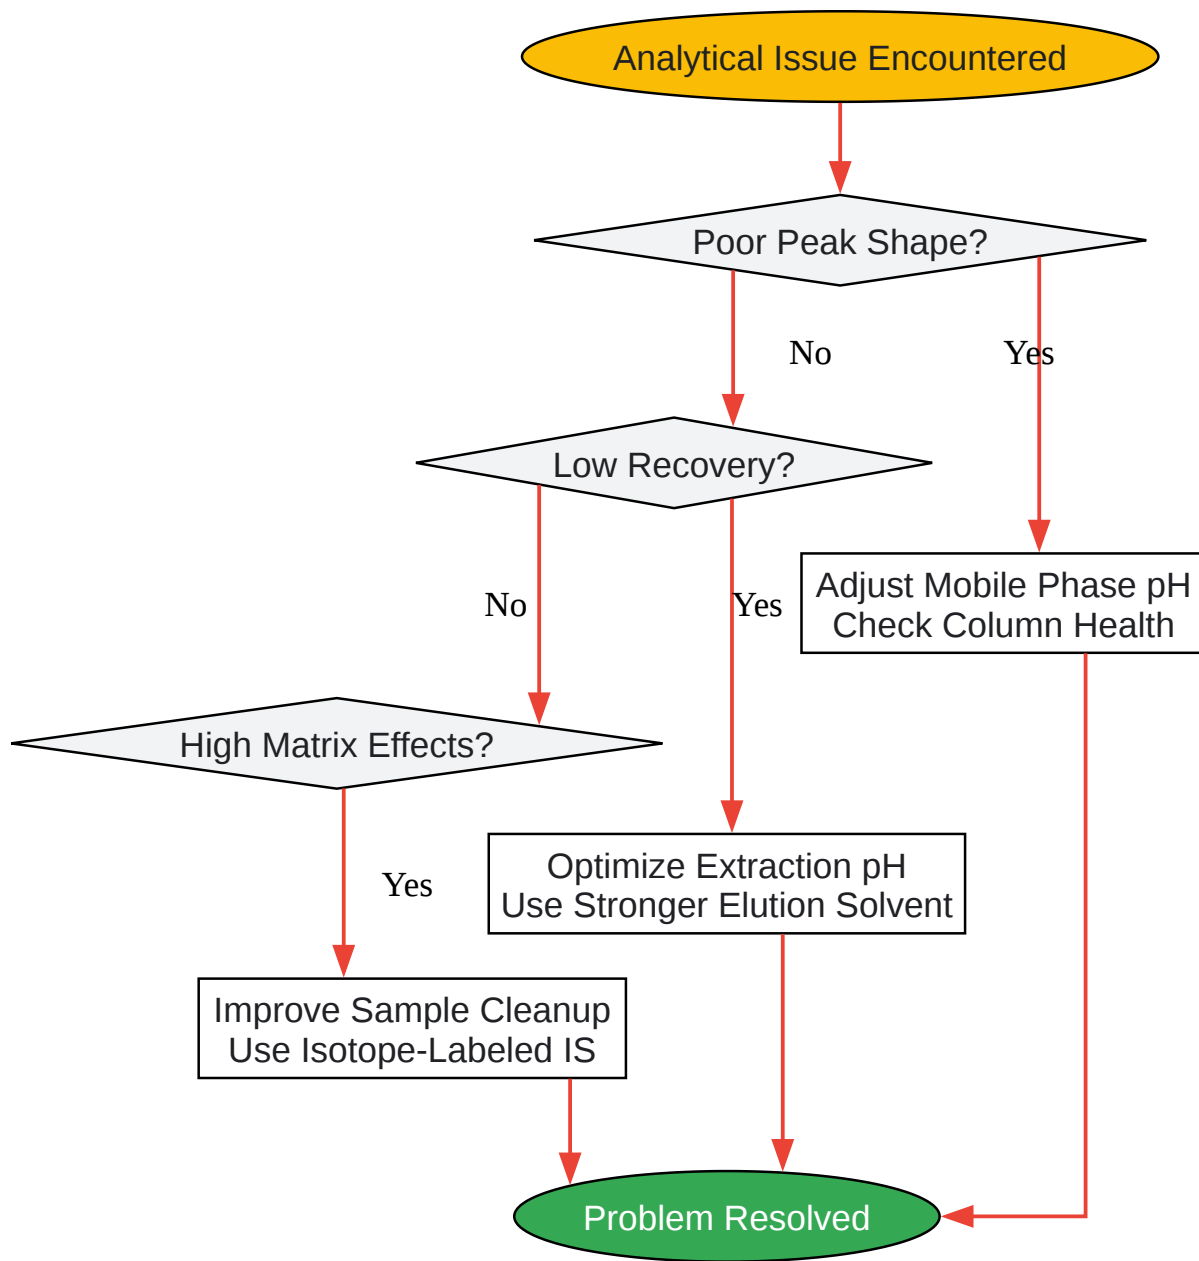 Analytical Issue Encountered
Poor Peak Shape?
No
Yes
Low Recovery?
Adjust Mobile Phase pH
Check Column Health
No
Yes
High Matrix Effects?
Optimize Extraction pH
Use Stronger Elution Solvent
Yes
Improve Sample Cleanup
Use Isotope-Labeled IS
Problem Resolved